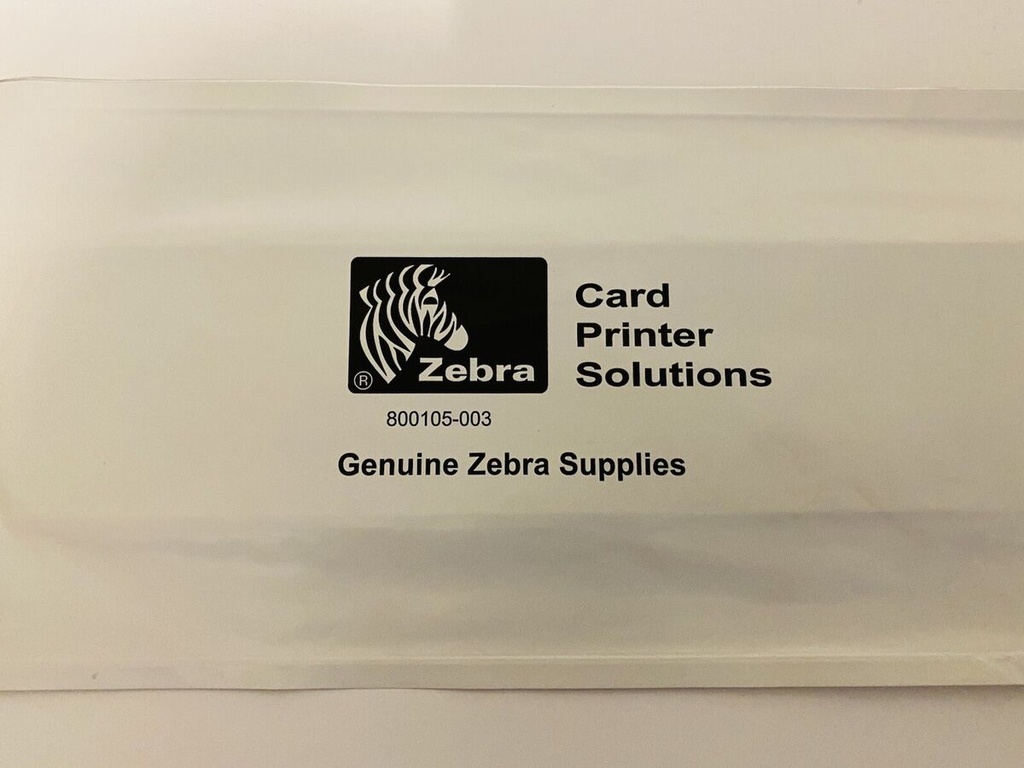 Zebra
®
Card
Printer
Solutions
800105-003
Genuine Zebra Supplies